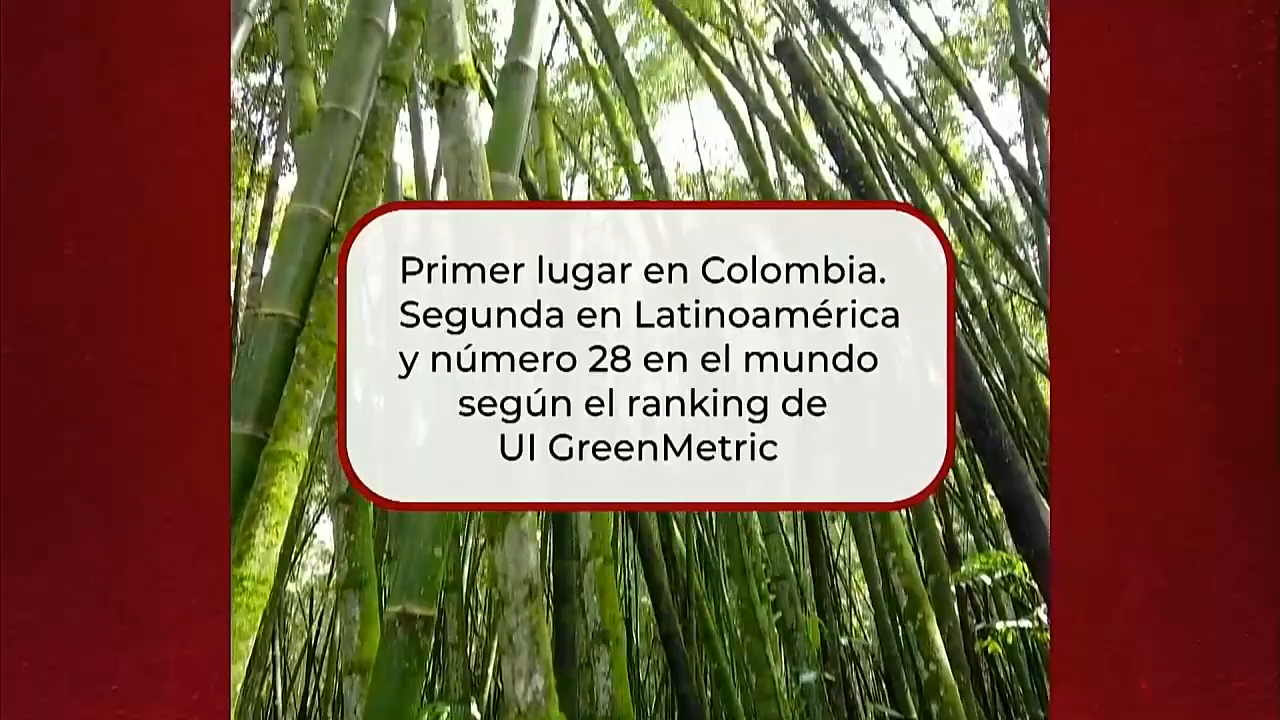 Primer lugar en Colombia.
Segunda en Latinoamérica
y número 28 en el mundo
según el ranking de
UI GreenMetric